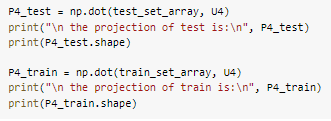 P4_test = np.dot(test_set_array, U4)
print("\n the projection of test is:\n", P4_test)
print(P4_test.shape)
P4_train = np.dot(train_set_array, U4)
print("\n the projection of train is:\n", P4_train)
print(P4_train.shape)